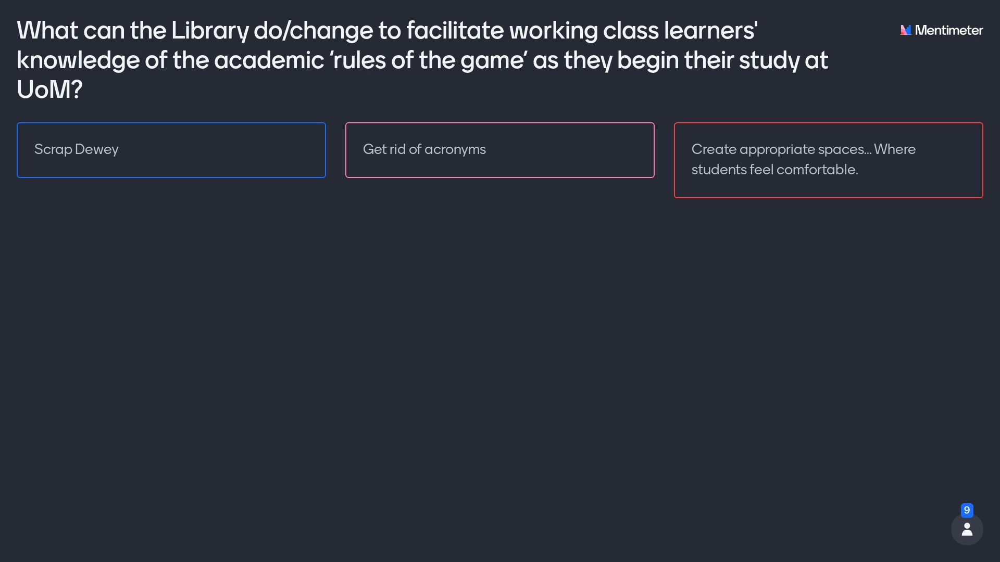 What can the Library do/change to facilitate working class learners'
knowledge of the academic ‘rules of the game’ as they begin their study at
UoM?
Mentimeter
Scrap Dewey
Get rid of acronyms
Create appropriate spaces... Where
students feel comfortable.
9